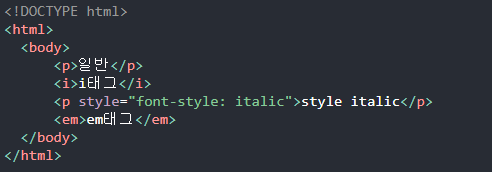 <!DOCTYPE html>
<html>
  <body>
      <p>일반</p>
      <i>i태그</i>
      <p style="font-style: italic">style italic</p>
      <em>em태그</em>
  </body>
</html>